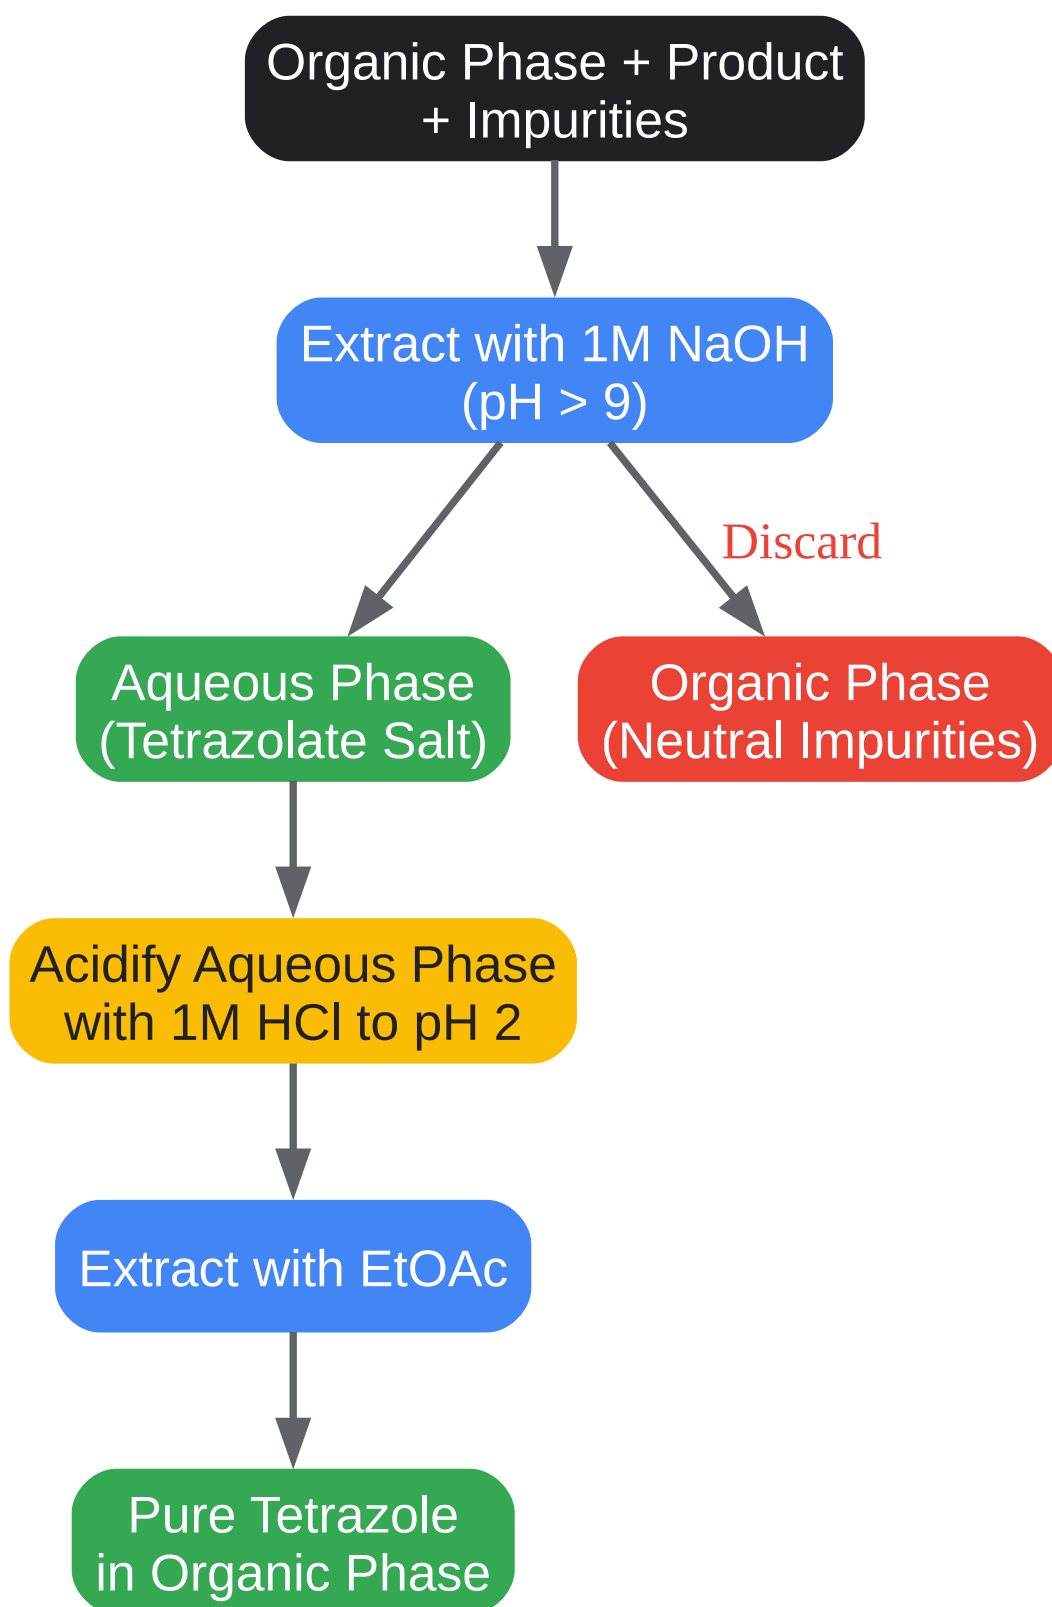 Organic Phase + Product
+ Impurities
Extract with 1M NaOH
(pH > 9)
Discard
Aqueous Phase
(Tetrazolate Salt)
Organic Phase
(Neutral Impurities)
Acidify Aqueous Phase
with 1M HCl to pH 2
Extract with EtOAc
Pure Tetrazole
in Organic Phase